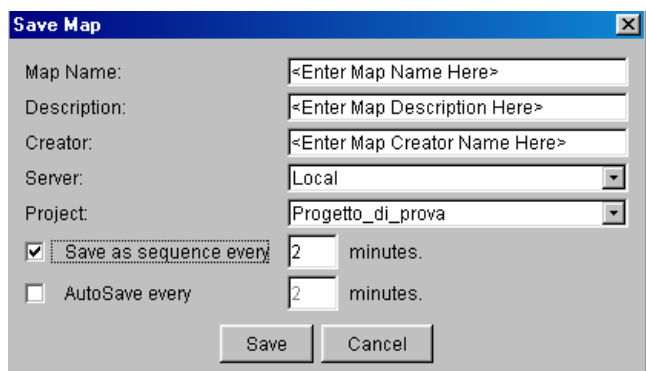 Save Map
Map Name: <Enter Map Name Here>
Description: <Enter Map Description Here>
Creator: <Enter Map Creator Name Here>
Server: Local
Project: Progetto_di_prova
Save as sequence every 2 minutes.
AutoSave every 2 minutes.
Save Cancel